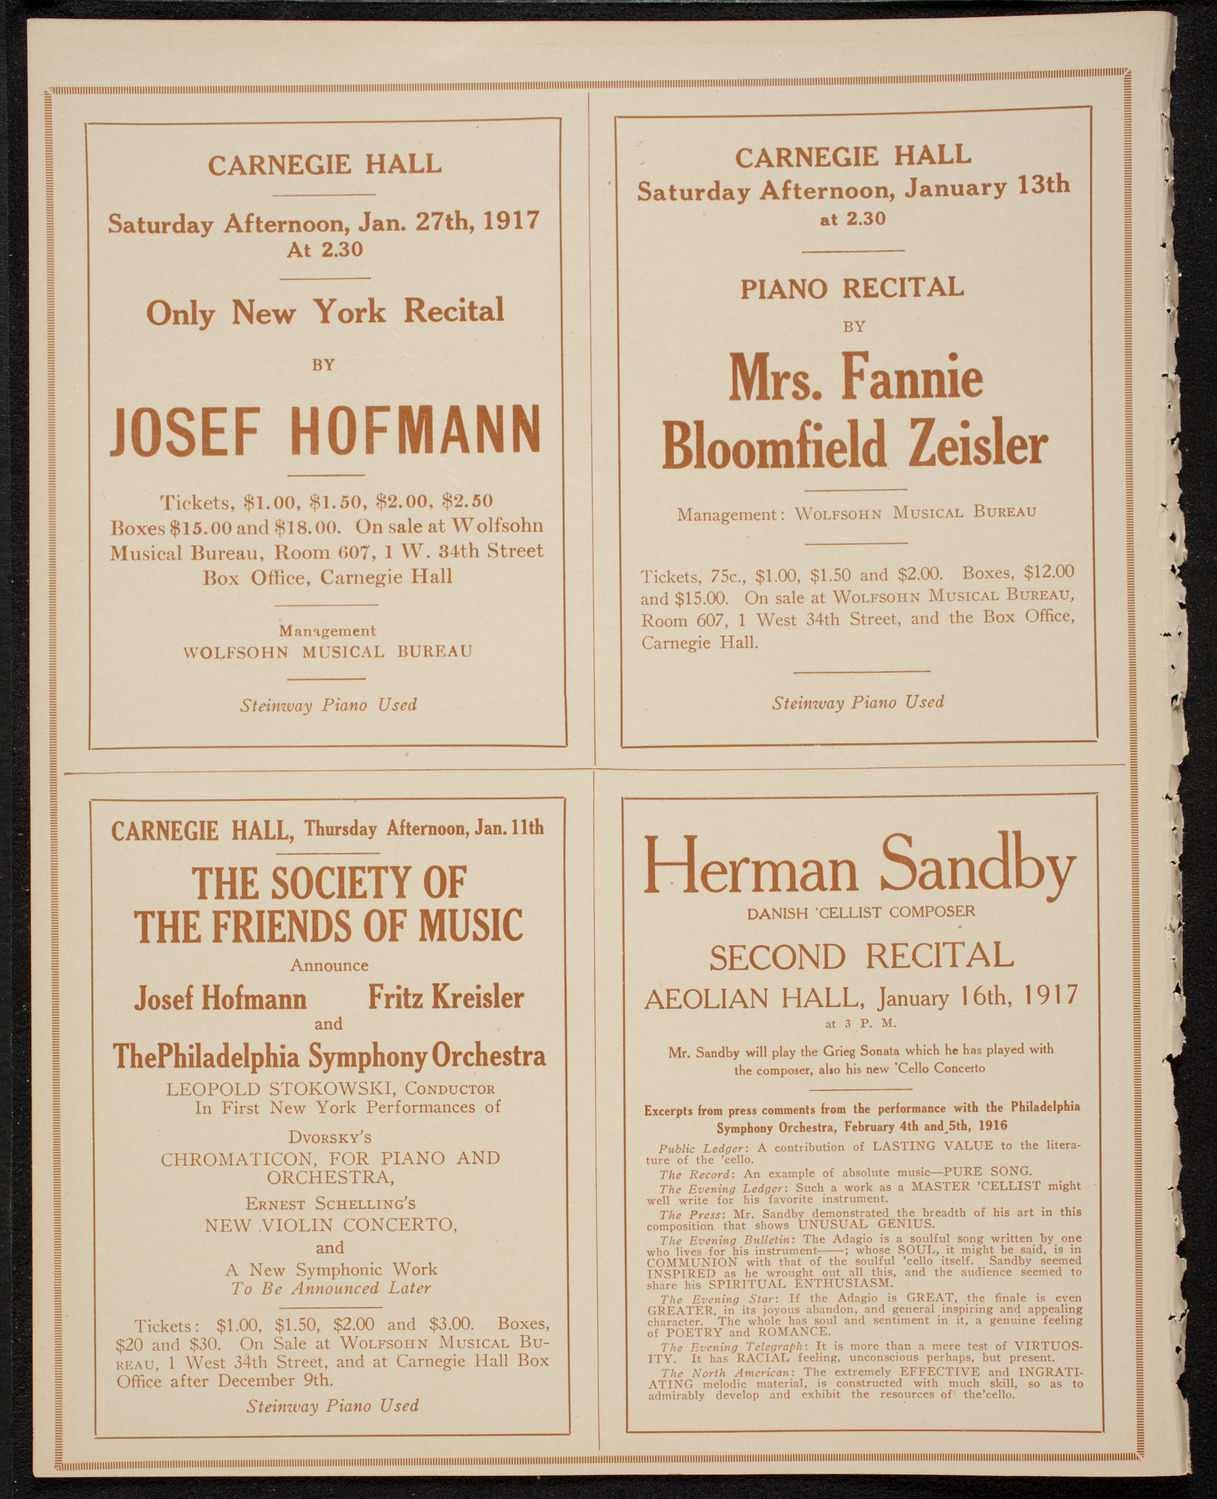 CARNEGIE HALL
Saturday Afternoon, Jan. 27th, 1917
At 2.30
Only New York Recital
BY
JOSEF HOFMANN
Tickets, $1.00, $1.50, $2.00, $2.50
Boxes $15.00 and $18.00. On sale at Wolfsohn
Musical Bureau, Room 607, 1 W. 34th Street
Box Office, Carnegie Hall
Management
WOLFSOHN MUSICAL BUREAU
Steinway Piano Used
CARNEGIE HALL
Saturday Afternoon, January 13th
at 2.30
PIANO RECITAL
BY
Mrs. Fannie
Bloomfield Zeisler
Management: WOLFSOHN MUSICAL BUREAU
Tickets, 75c., $1.00, $1.50 and $2.00. Boxes, $12.00
and $15.00. On sale at WOLFSOHN MUSICAL BUREAU,
Room 607, 1 West 34th Street, and the Box Office,
Carnegie Hall.
Steinway Piano Used
CARNEGIE HALL, Thursday Afternoon, Jan. 11th
THE SOCIETY OF
THE FRIENDS OF MUSIC
Announce
Josef Hofmann Fritz Kreisler
and
ThePhiladelphia Symphony Orchestra
LEOPOLD STOKOWSKI, CONDUCTOR
In First New York Performances of
DVORSKY'S
CHROMATICON, FOR PIANO AND
ORCHESTRA,
ERNEST SCHELLING'S
NEW VIOLIN CONCERTO,
and
A New Symphonic Work
To Be Announced Later
Tickets: $1.00, $1.50, $2.00 and $3.00. Boxes,
$20 and $30. On Sale at WOLFSOHN MUSICAL BU-
REAU, 1 West 34th Street, and at Carnegie Hall Box
Office after December 9th.
Steinway Piano Used
Herman Sandby
DANISH 'CELLIST COMPOSER
SECOND RECITAL
AEOLIAN HALL, January 16th, 1917
at 3 P. M.
Mr. Sandby will play the Grieg Sonata which he has played with
the composer, also his new 'Cello Concerto
Excerpts from press comments from the performance with the Philadelphia
Symphony Orchestra, February 4th and 5th, 1916
Public Ledger: A contribution of LASTING VALUE to the litera-
ture of the 'cello.
The Record: An example of absolute music—PURE SONG.
The Evening Ledger: Such a work as a MASTER 'CELLIST might
well write for his favorite instrument.
The Press: Mr. Sandby demonstrated the breadth of his art in this
composition that shows UNUSUAL GENIUS.
The Evening Bulletin: The Adagio is a soulful song written by one
who lives for his instrument——; whose SOUL, it might be said, is in
COMMUNION with that of the soulful 'cello itself. Sandby seemed
INSPIRED as he wrought out all this, and the audience seemed to
share his SPIRITUAL ENTHUSIASM.
The Evening Star: If the Adagio is GREAT, the finale is even
GREATER, in its joyous abandon, and general inspiring and appealing
character. The whole has soul and sentiment in it, a genuine feeling
of POETRY and ROMANCE.
The Evening Telegraph: It is more than a mere test of VIRTUOS-
ITY. It has RACIAL feeling, unconscious perhaps, but present.
The North American: The extremely EFFECTIVE and INGRATI-
ATING melodic material, is constructed with much skill, so as to
admirably develop and exhibit the resources of the'cello.